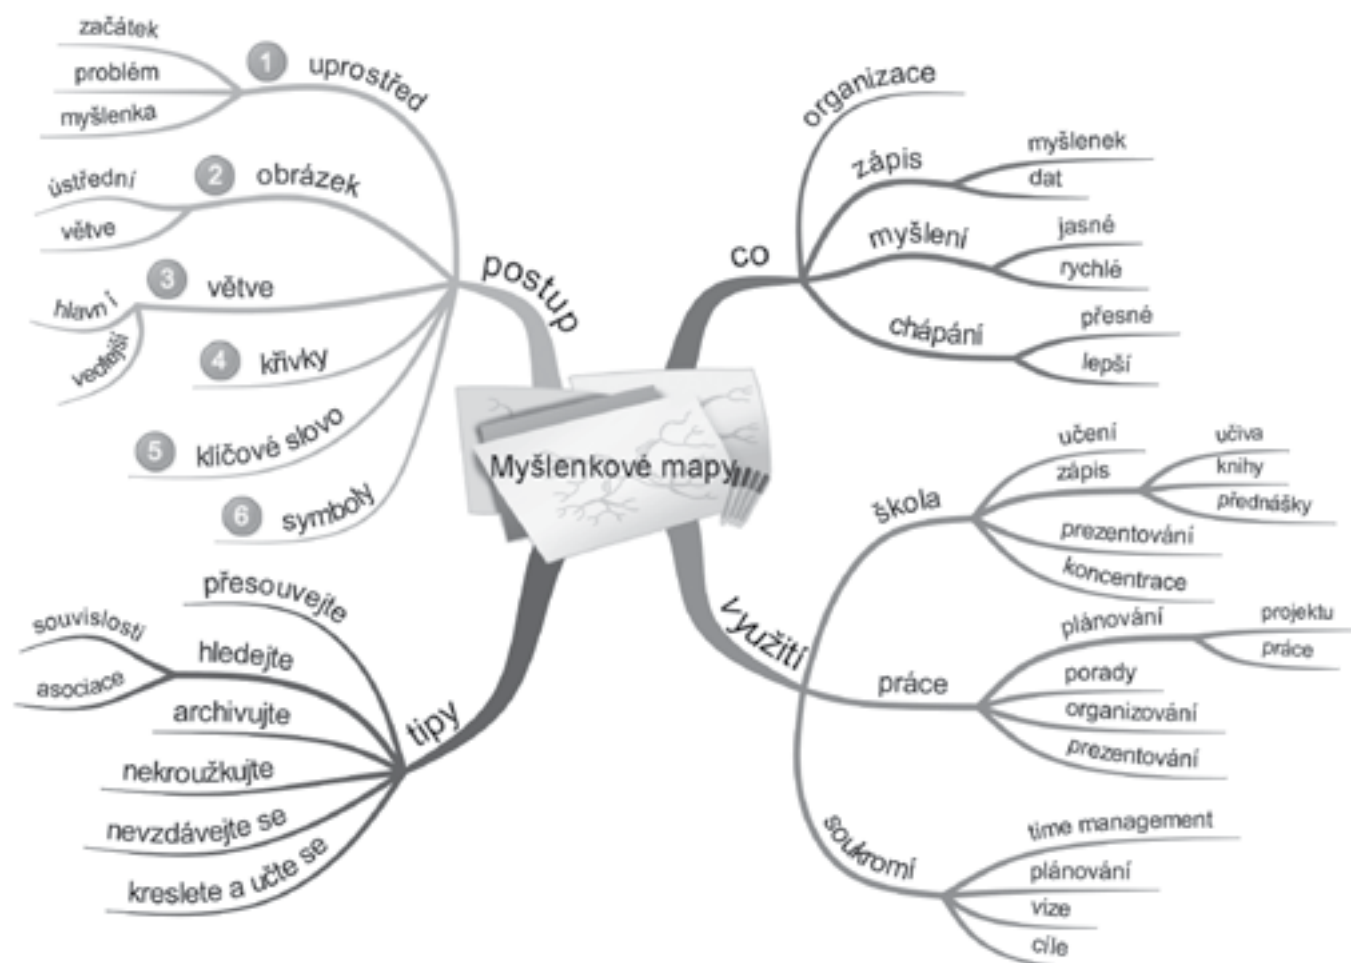 Myšlenkové mapy
co
organizace
zápis
myšlenek
dat
myšlení
jasné
rychlé
chápání
přesné
lepší
využití
škola
učení
zápis
učiva
knihy
přednášky
prezentování
koncentrace
práce
plánování
projektu
práce
porady
organizování
prezentování
soukromí
time management
plánování
vize
cíle
tipy
přesouvejte
hledejte
souvislosti
asociace
archivujte
nekroužkujte
nevzdávejte se
kreslete a učte se
postup
1 uprostřed
začátek
problém
myšlenka
2 obrázek
ústřední
větve
3 větve
hlavní
vedlejší
4 křivky
5 klíčové slovo
6 symboly